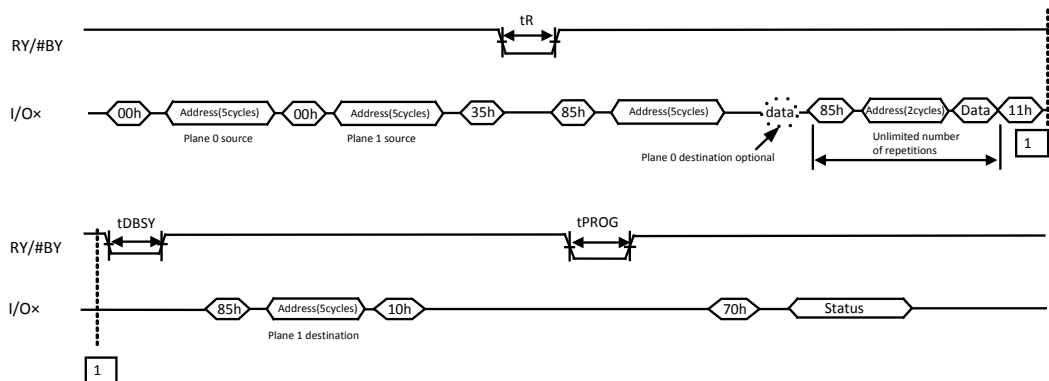 tR
RY/#BY
I/O×
00h
Address(5cycles)
00h
Address(5cycles)
35h
85h
Address(5cycles)
data
85h
Address(2cycles)
Data
11h
Plane 0 source
Plane 1 source
Plane 0 destination optional
Unlimited number
of repetitions
1
tDBSY
tPROG
RY/#BY
I/O×
85h
Address(5cycles)
10h
70h
Status
Plane 1 destination
1